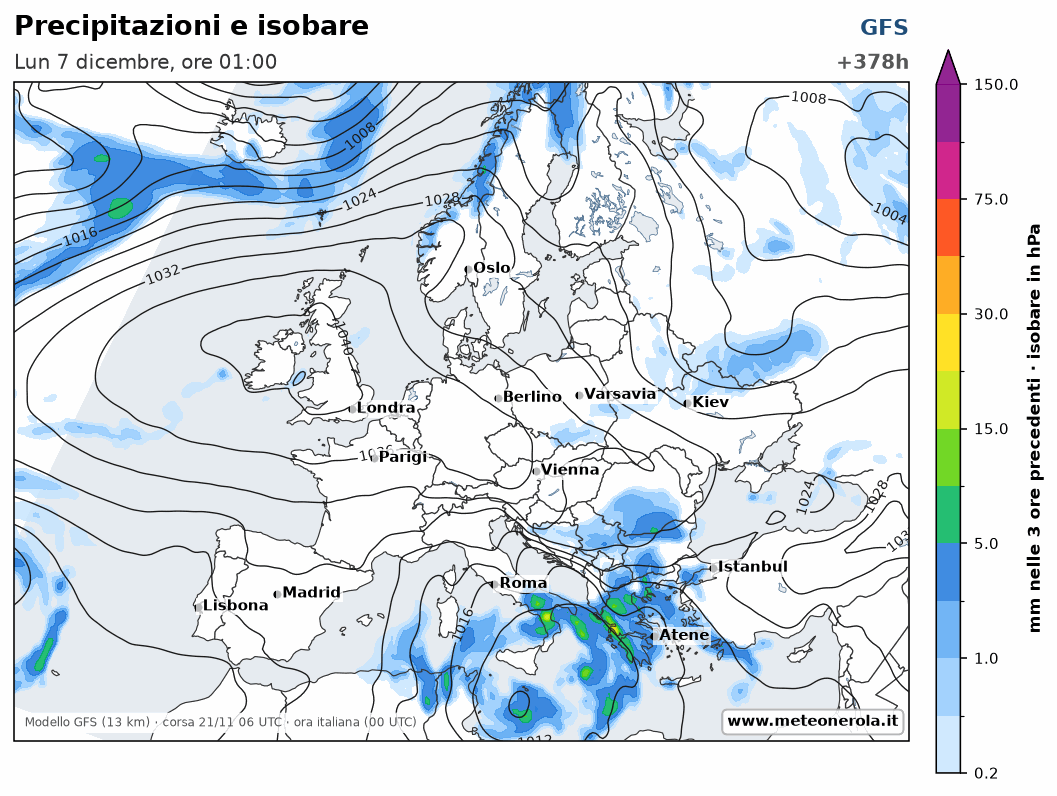 Precipitazioni e isobare
GFS
Lun 7 dicembre, ore 01:00
+378h
1008
1008
1004
1024
1028
1016
1032
1040
Oslo
Londra
Berlino
Varsavia
Kiev
Parigi
Vienna
1024
1028
Istanbul
Roma
Madrid
Lisbona
1016
Atene
1012
Modello GFS (13 km) · corsa 21/11 06 UTC · ora italiana (00 UTC)
www.meteonerola.it
150.0
75.0
30.0
15.0
5.0
1.0
0.2
mm nelle 3 ore precedenti · isobare in hPa